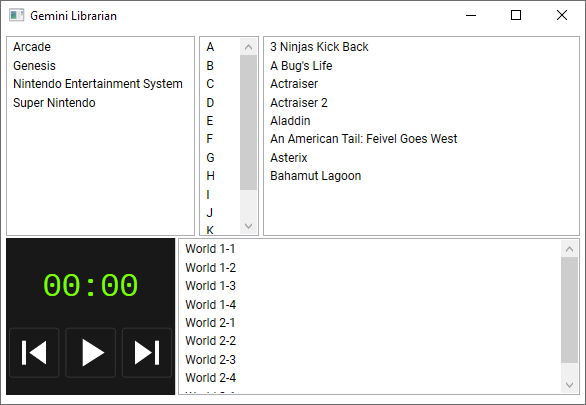 Gemini Librarian
Arcade
Genesis
Nintendo Entertainment System
Super Nintendo
A
B
C
D
E
F
G
H
I
J
K
3 Ninjas Kick Back
A Bug's Life
Actraiser
Actraiser 2
Aladdin
An American Tail: Feivel Goes West
Asterix
Bahamut Lagoon
00:00
World 1-1
World 1-2
World 1-3
World 1-4
World 2-1
World 2-2
World 2-3
World 2-4